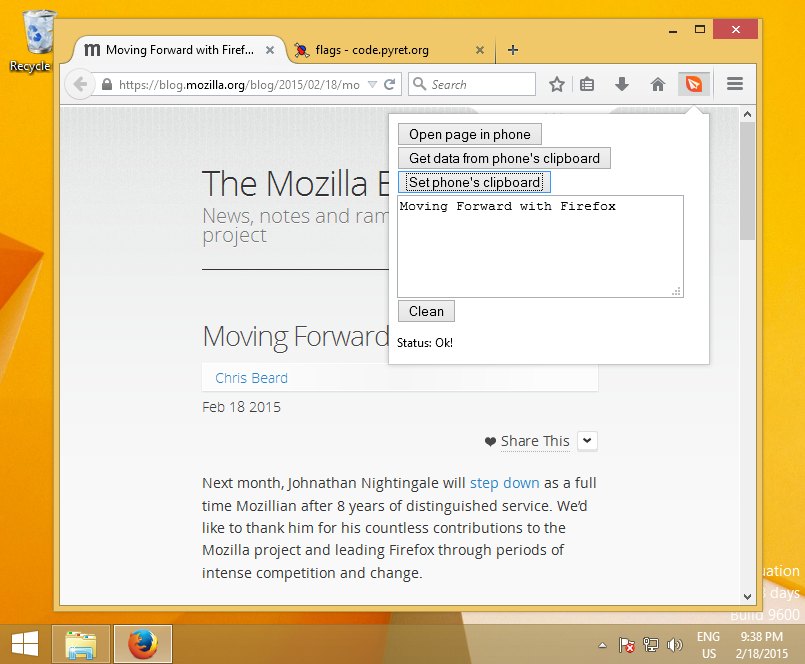 Recycle
Moving Forward with Firef...
flags - code.pyret.org
https://blog.mozilla.org/blog/2015/02/18/mo
Search
Open page in phone
Get data from phone's clipboard
Set phone's clipboard
Moving Forward with Firefox
Clean
Status: Ok!
The Mozilla
News, notes and ram
project
Moving Forward
Chris Beard
Feb 18 2015
Share This
Next month, Johnathan Nightingale will step down as a full
time Mozillian after 8 years of distinguished service. We'd
like to thank him for his countless contributions to the
Mozilla project and leading Firefox through periods of
intense competition and change.
uation
days
Build 9600
ENG
US
9:38 PM
2/18/2015